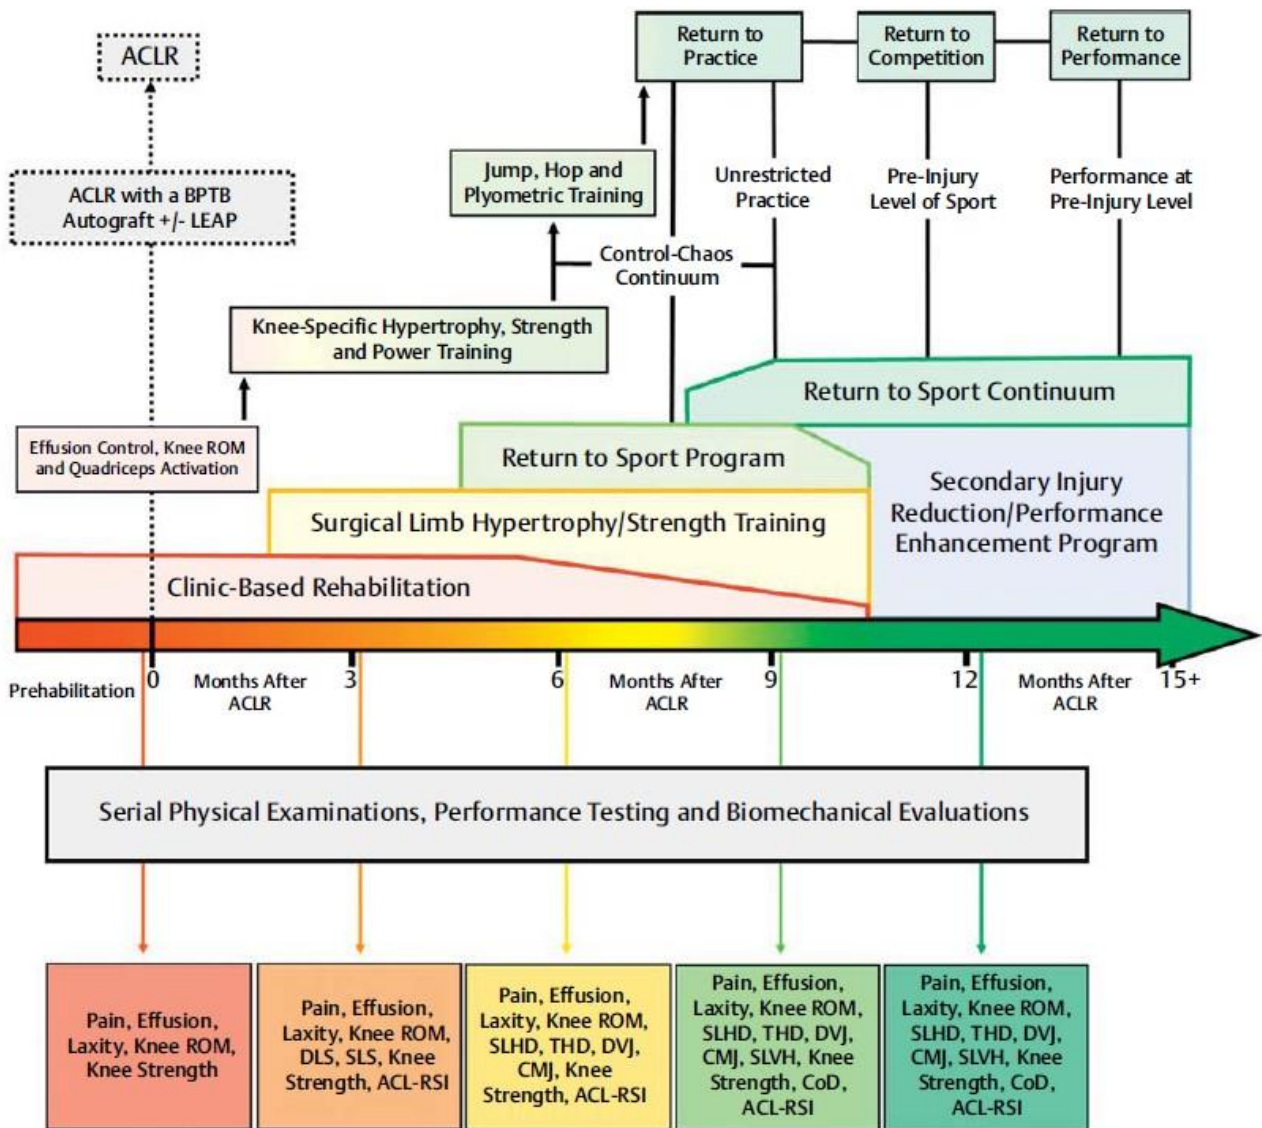 ACLR
Return to
Practice
Return to
Competition
Return to
Performance
ACLR with a BPTB
Autograft +/- LEAP
Jump, Hop and
Plyometric Training
Unrestricted
Practice
Pre-Injury
Level of Sport
Performance at
Pre-Injury Level
Control-Chaos
Continuum
Knee-Specific Hypertrophy, Strength
and Power Training
Effusion Control, Knee ROM
and Quadriceps Activation
Return to Sport Continuum
Return to Sport Program
Secondary Injury
Reduction/Performance
Enhancement Program
Surgical Limb Hypertrophy/Strength Training
Clinic-Based Rehabilitation
Prehabilitation
0
Months After
ACLR
3
6
Months After
ACLR
9
12
Months After
ACLR
15+
Serial Physical Examinations, Performance Testing and Biomechanical Evaluations
Pain, Effusion,
Laxity, Knee ROM,
Knee Strength
Pain, Effusion,
Laxity, Knee ROM,
DLS, SLS, Knee
Strength, ACL-RSI
Pain, Effusion,
Laxity, Knee ROM,
SLHD, THD, DVJ,
CMJ, Knee
Strength, ACL-RSI
Pain, Effusion,
Laxity, Knee ROM,
SLHD, THD, DVJ,
CMJ, SLVH, Knee
Strength, CoD,
ACL-RSI
Pain, Effusion,
Laxity, Knee ROM,
SLHD, THD, DVJ,
CMJ, SLVH, Knee
Strength, CoD,
ACL-RSI